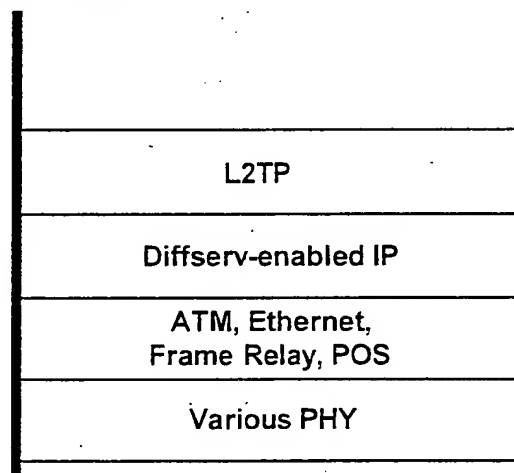 L2TP
Diffserv-enabled IP
ATM, Ethernet,
Frame Relay, POS
Various PHY